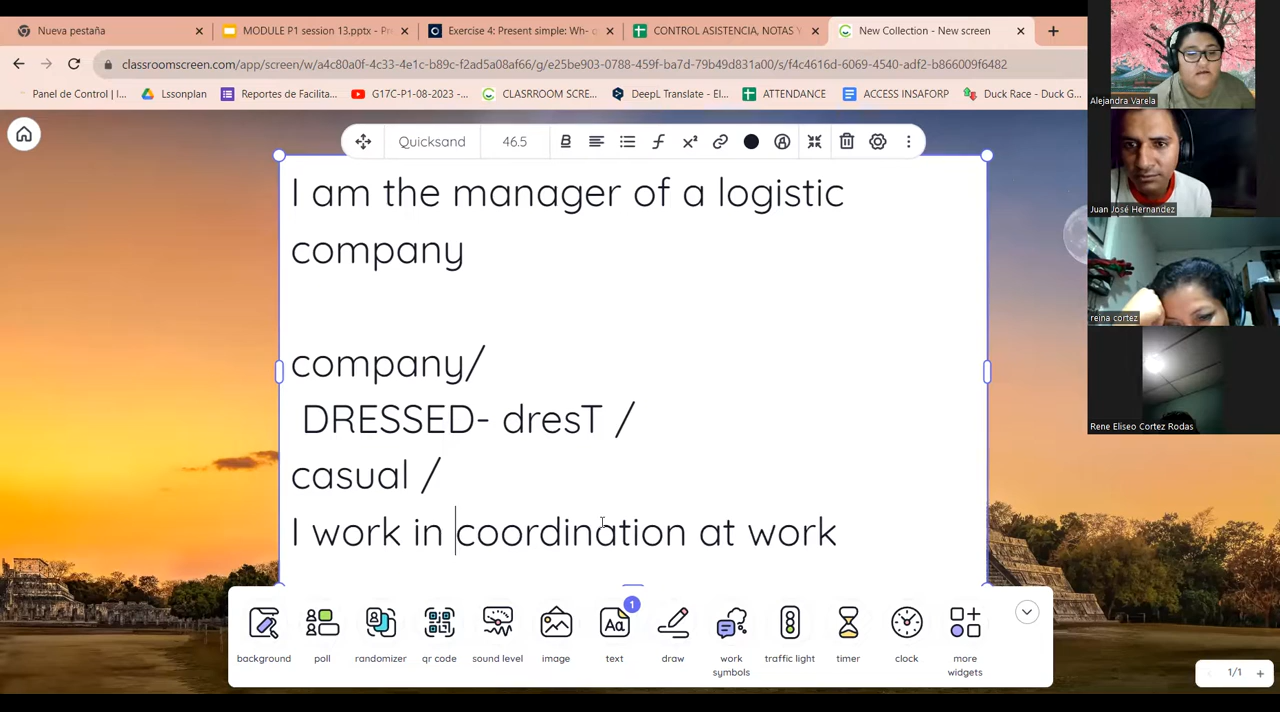 Nueva pestaña
MODULE P1 session 13.pptx - Pre
Exercise 4: Present simple: Wh- q
CONTROL ASISTENCIA, NOTAS Y
New Collection - New screen
classroomscreen.com/app/screen/w/a4c80a0f-4c33-4e1c-b89c-f2ad5a08df66/g/e25be903-0788-459f-ba7d-79b49d831a00/s/f4c4616d-6069-4540-adf2-b866009f6482
Panel de Control | I...
Lssonplan
Reportes de Facilita...
G17C-P1-08-2023 -...
CLASSROOM SCRE...
DeepL Translate - El...
ATTENDANCE
ACCESS INSAFORP
Duck Race - Duck G...
Quicksand
46.5
I am the manager of a logistic
company
company/
DRESSED- dresT /
casual /
I work in coordination at work
background
poll
randomizer
qr code
sound level
image
text
1
draw
work
symbols
traffic light
timer
clock
more
widgets
1/1
Alejandra Varela
Juan José Hernandez
reina cortez
Rene Eliseo Cortez Rodas